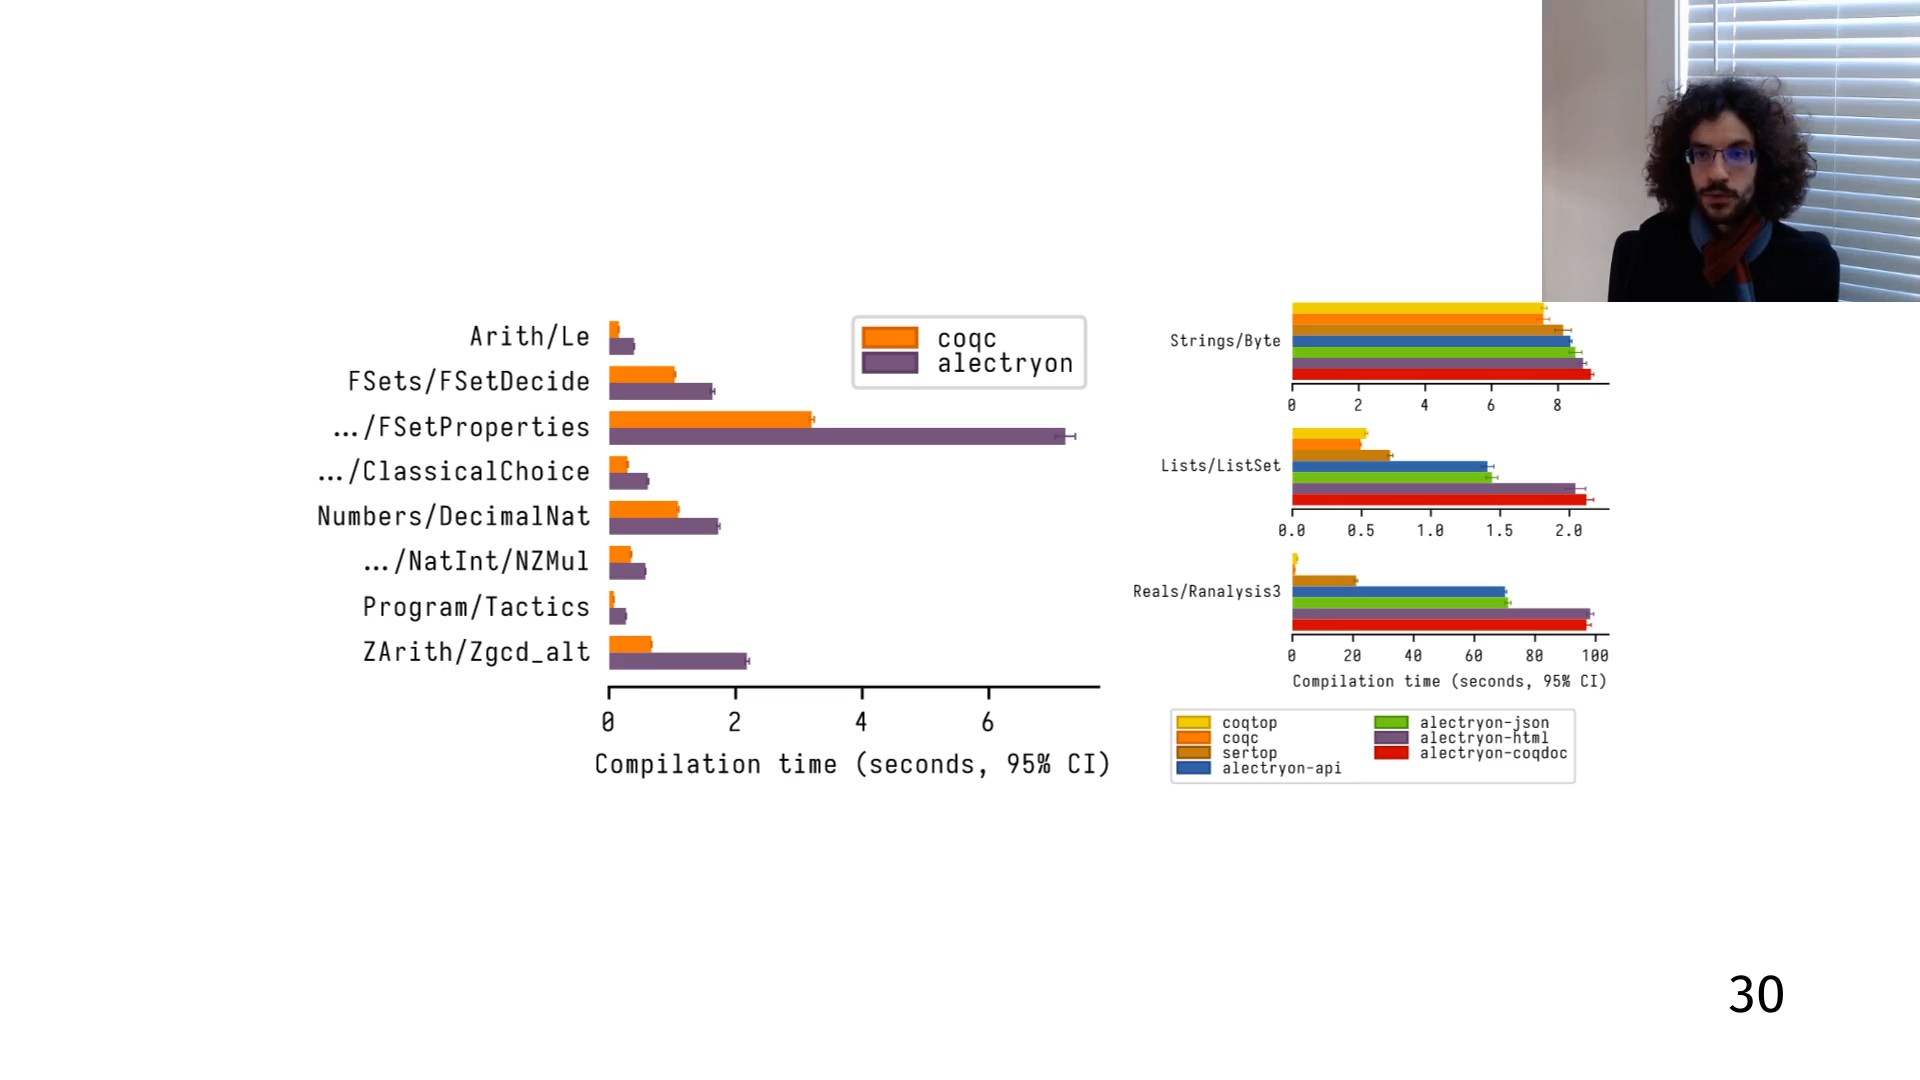 Arith/Le
FSets/FSetDecide
.../FSetProperties
.../ClassicalChoice
Numbers/DecimalNat
.../NatInt/NZMul
Program/Tactics
ZArith/Zgcd_alt
0 2 4 6
Compilation time (seconds, 95% CI)
coqc
alectryon
Strings/Byte
0 2 4 6 8
Lists/ListSet
0.0 0.5 1.0 1.5 2.0
Reals/Ranalysis3
0 20 40 60 80 100
Compilation time (seconds, 95% CI)
coqtop
coqc
sertop
alectryon-api
alectryon-json
alectryon-html
alectryon-coqdoc
30